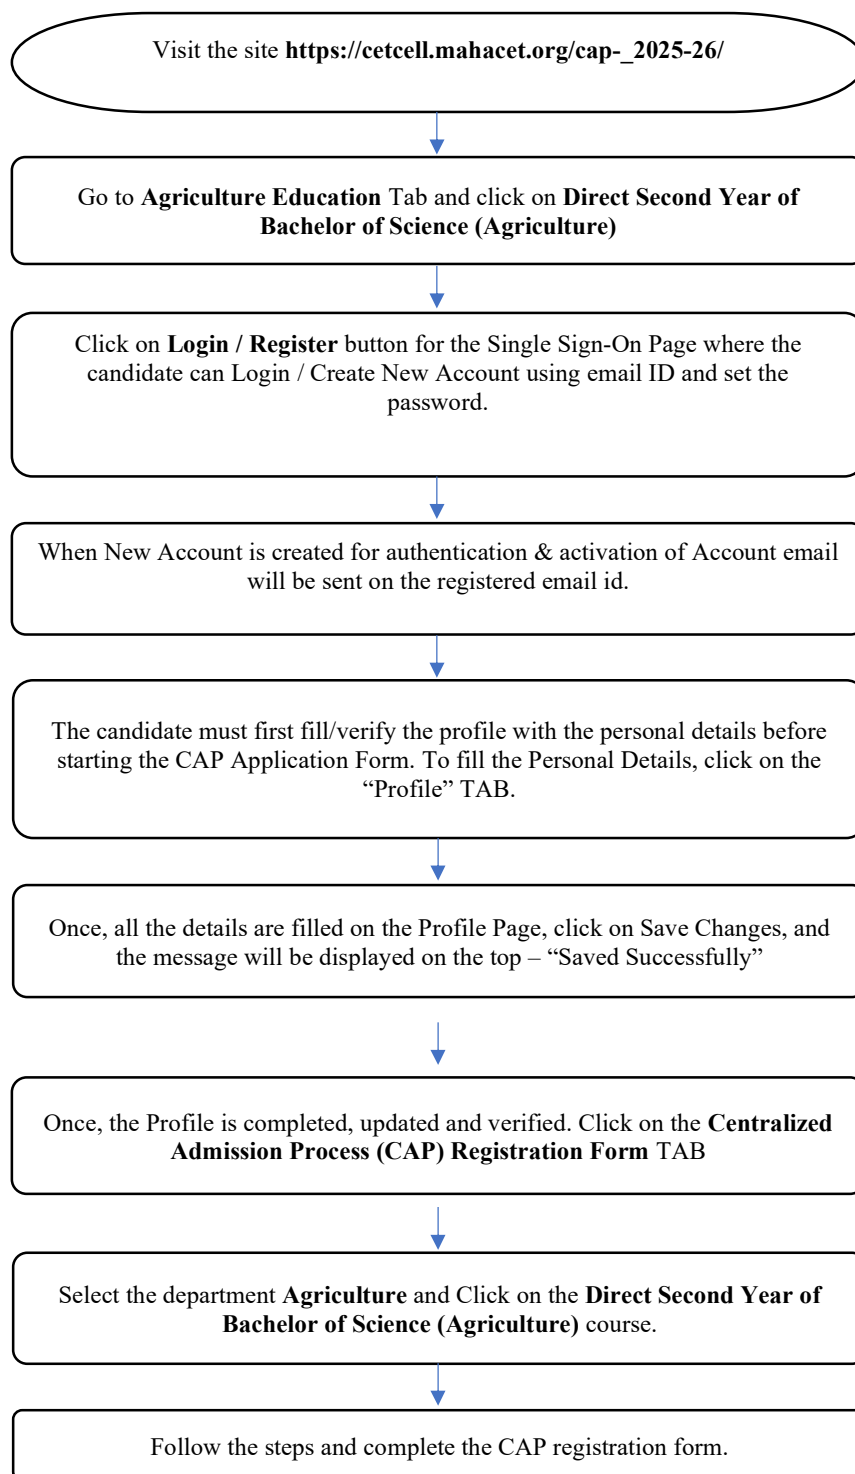 Visit the site https://cetcell.mahacet.org/cap-_2025-26/
Go to Agriculture Education Tab and click on Direct Second Year of
Bachelor of Science (Agriculture)
Click on Login / Register button for the Single Sign-On Page where the
candidate can Login / Create New Account using email ID and set the
password.
When New Account is created for authentication & activation of Account email
will be sent on the registered email id.
The candidate must first fill/verify the profile with the personal details before
starting the CAP Application Form. To fill the Personal Details, click on the
“Profile” TAB.
Once, all the details are filled on the Profile Page, click on Save Changes, and
the message will be displayed on the top – “Saved Successfully”
Once, the Profile is completed, updated and verified. Click on the Centralized
Admission Process (CAP) Registration Form TAB
Select the department Agriculture and Click on the Direct Second Year of
Bachelor of Science (Agriculture) course.
Follow the steps and complete the CAP registration form.